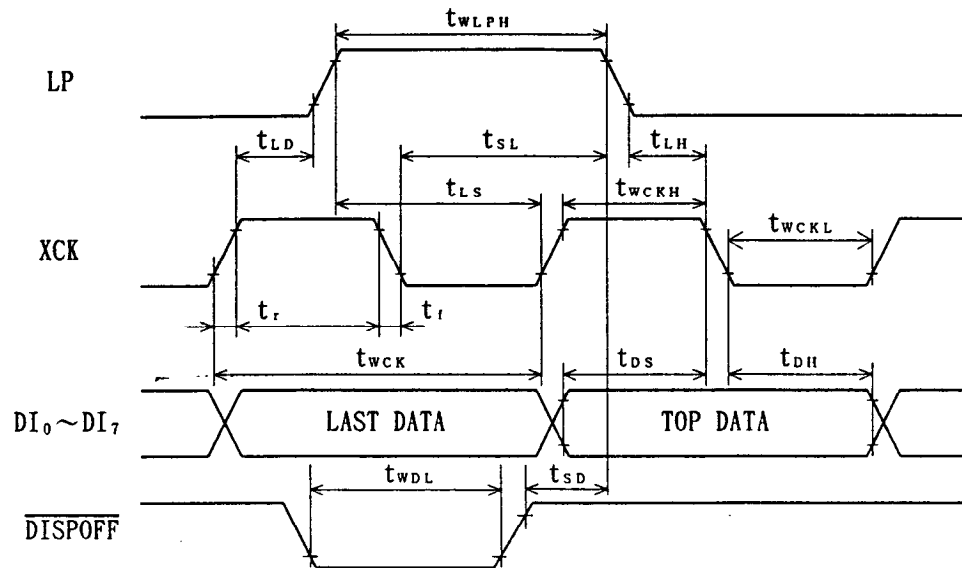 tWLPH
LP
tLD
tSL
tLH
tLS
tWCKH
XCK
tWCKL
tr
tf
tWCK
tDS
tDH
DI₀~DI₇
LAST DATA
TOP DATA
tWDL
tSD
DISPOFF